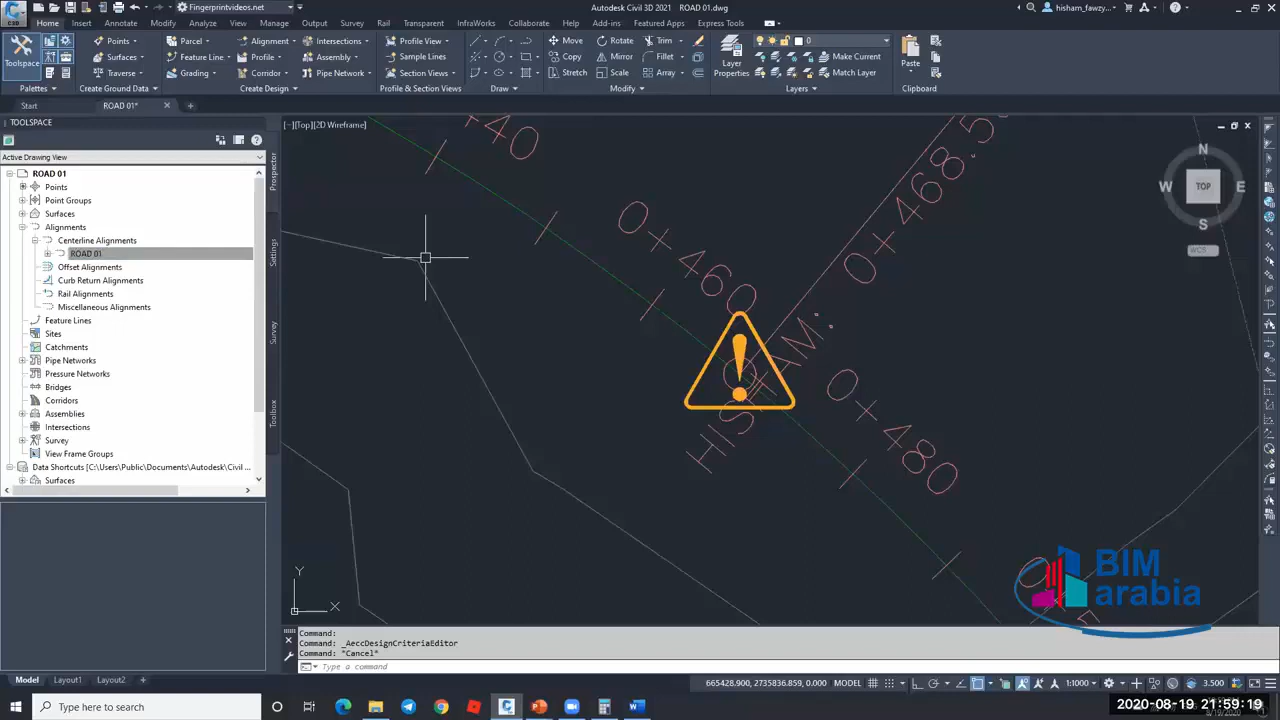 Fingerprintvideos.net
Autodesk Civil 3D 2021 ROAD 01.dwg
hisham_fawzy...
C3D
Home Insert Annotate Modify Analyze View Manage Output Survey Rail Transparent InfraWorks Collaborate Help Add-ins Featured Apps Express Tools
Toolspace
Points
Surfaces
Traverse
Parcel
Feature Line
Grading
Alignment
Profile
Corridor
Intersections
Assembly
Pipe Network
Profile View
Sample Lines
Section Views
Move
Copy
Stretch
Rotate
Mirror
Scale
Trim
Fillet
Array
Layer
Properties
0
Make Current
Match Layer
Paste
Palettes
Create Ground Data
Create Design
Profile & Section Views
Draw
Modify
Layers
Clipboard
Start
ROAD 01*
TOOLSPACE
Active Drawing View
ROAD 01
Points
Point Groups
Surfaces
Alignments
Centerline Alignments
ROAD 01
Offset Alignments
Curb Return Alignments
Rail Alignments
Miscellaneous Alignments
Feature Lines
Sites
Catchments
Pipe Networks
Pressure Networks
Bridges
Corridors
Assemblies
Intersections
Survey
View Frame Groups
Data Shortcuts [C:\Users\Public\Documents\Autodesk\Civil ...
Surfaces
Prospector
Settings
Survey
Toolbox
[−][Top][2D Wireframe]
N
W
TOP
E
S
WCS
+40
0+460
HISHAM: 0+468.5
0+480
Y
X
BIM
arabia
Command:
Command: _AeccDesignCriteriaEditor
Command: *Cancel*
Type a command
Model Layout1 Layout2
665428.900, 2735836.859, 0.000 MODEL
1:1000
3.500
Type here to search
2020-08-19 21:59:19